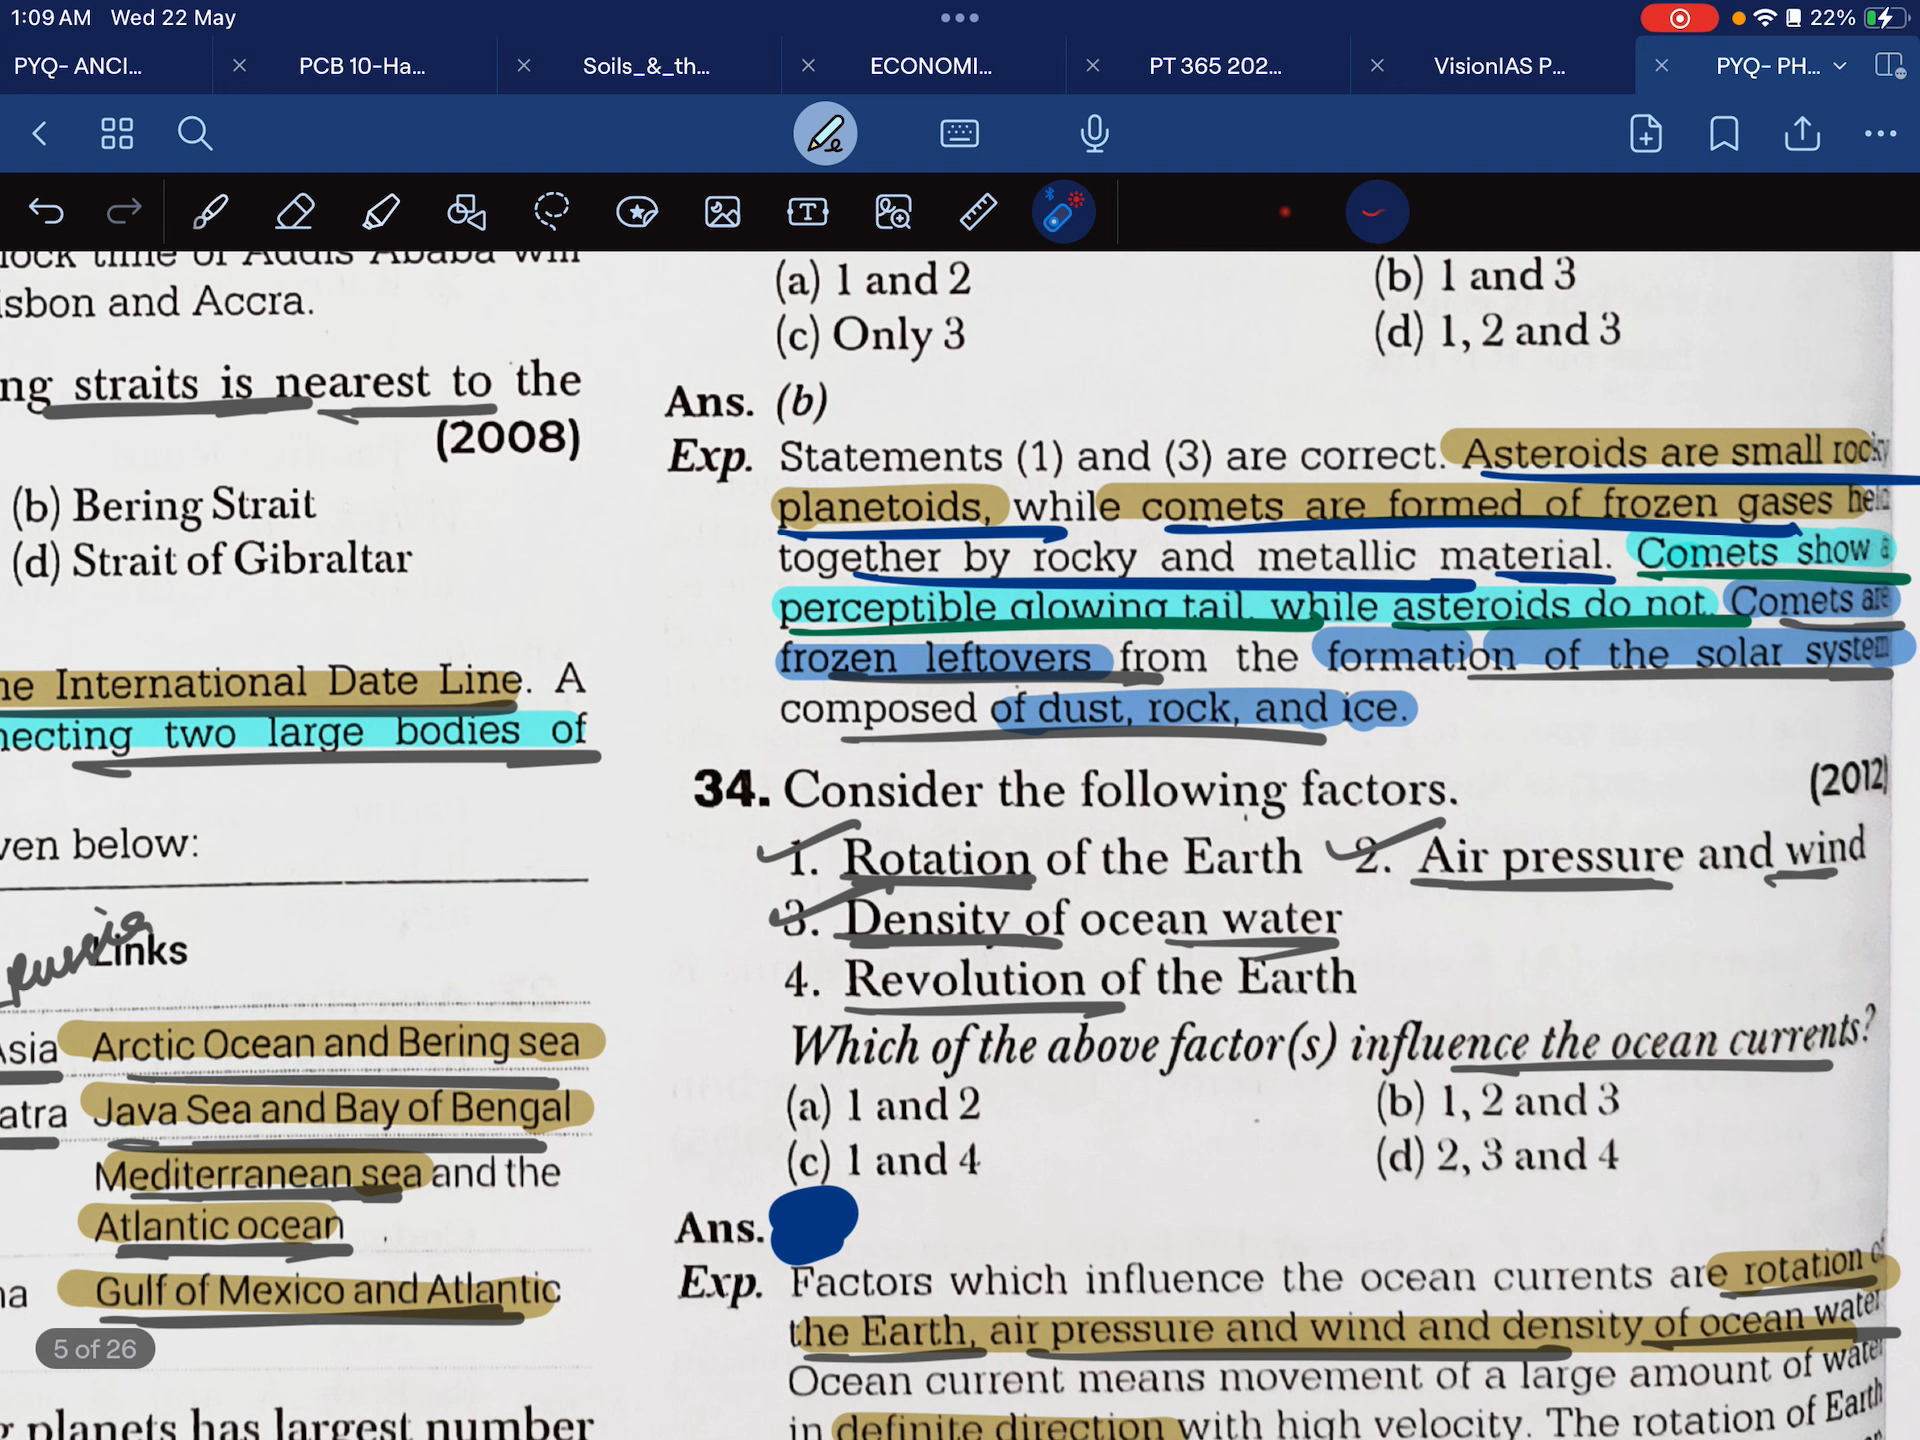 1:09 AM Wed 22 May
22%
PYQ- ANCI...
PCB 10-Ha...
Soils_&_th...
ECONOMI...
PT 365 202...
VisionIAS P...
PYQ- PH...
lock time of Addis Ababa will
isbon and Accra.
ng straits is nearest to the
(2008)
(b) Bering Strait
(d) Strait of Gibraltar
ne International Date Line. A
necting two large bodies of
ven below:
Russia
Links
Asia Arctic Ocean and Bering sea
atra Java Sea and Bay of Bengal
Mediterranean sea and the
Atlantic ocean
na Gulf of Mexico and Atlantic
5 of 26
g planets has largest number
(a) 1 and 2 (b) 1 and 3
(c) Only 3 (d) 1, 2 and 3
Ans. (b)
Exp. Statements (1) and (3) are correct. Asteroids are small rocky
planetoids, while comets are formed of frozen gases held
together by rocky and metallic material. Comets show a
perceptible glowing tail, while asteroids do not. Comets are
frozen leftovers from the formation of the solar system
composed of dust, rock, and ice.
34. Consider the following factors. (2012)
1. Rotation of the Earth 2. Air pressure and wind
3. Density of ocean water
4. Revolution of the Earth
Which of the above factor(s) influence the ocean currents?
(a) 1 and 2 (b) 1, 2 and 3
(c) 1 and 4 (d) 2, 3 and 4
Ans.
Exp. Factors which influence the ocean currents are rotation of
the Earth, air pressure and wind and density of ocean water
Ocean current means movement of a large amount of water
in definite direction with high velocity. The rotation of Earth